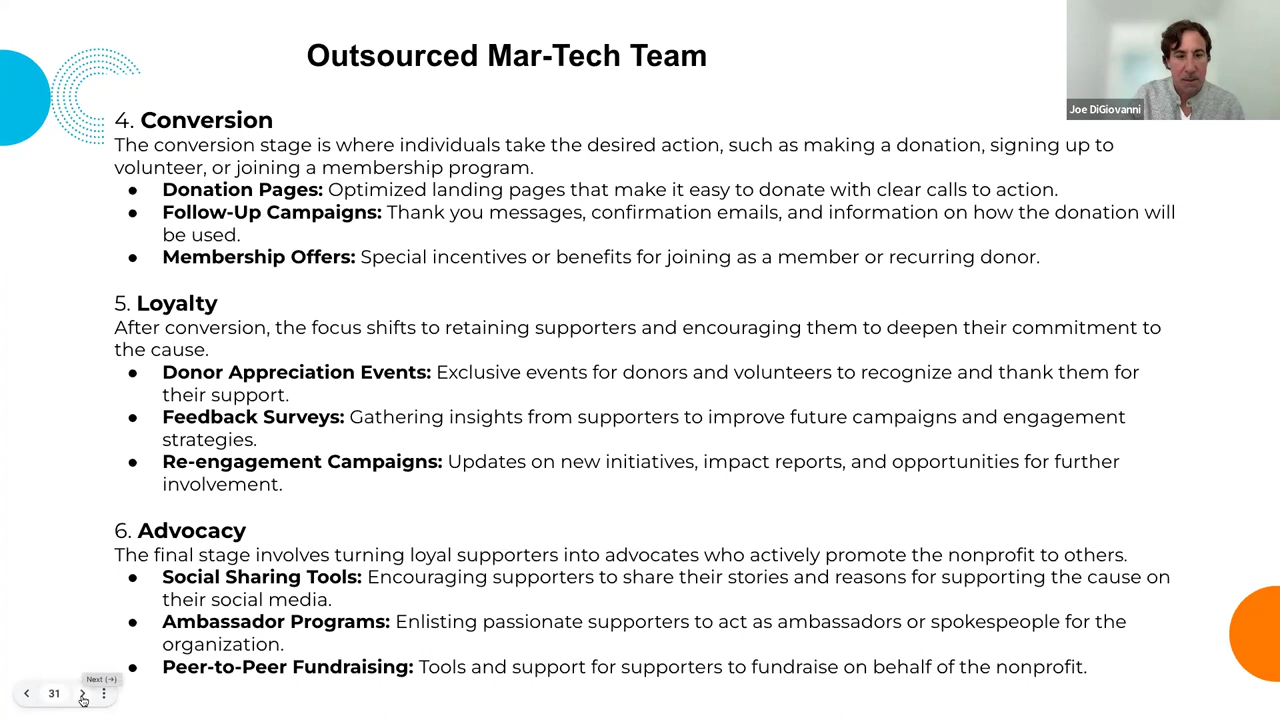 Outsourced Mar-Tech Team
Joe DiGiovanni
4. Conversion
The conversion stage is where individuals take the desired action, such as making a donation, signing up to
volunteer, or joining a membership program.
● Donation Pages: Optimized landing pages that make it easy to donate with clear calls to action.
● Follow-Up Campaigns: Thank you messages, confirmation emails, and information on how the donation will
be used.
● Membership Offers: Special incentives or benefits for joining as a member or recurring donor.
5. Loyalty
After conversion, the focus shifts to retaining supporters and encouraging them to deepen their commitment to
the cause.
● Donor Appreciation Events: Exclusive events for donors and volunteers to recognize and thank them for
their support.
● Feedback Surveys: Gathering insights from supporters to improve future campaigns and engagement
strategies.
● Re-engagement Campaigns: Updates on new initiatives, impact reports, and opportunities for further
involvement.
6. Advocacy
The final stage involves turning loyal supporters into advocates who actively promote the nonprofit to others.
● Social Sharing Tools: Encouraging supporters to share their stories and reasons for supporting the cause on
their social media.
● Ambassador Programs: Enlisting passionate supporters to act as ambassadors or spokespeople for the
organization.
● Peer-to-Peer Fundraising: Tools and support for supporters to fundraise on behalf of the nonprofit.
Next (→)
31